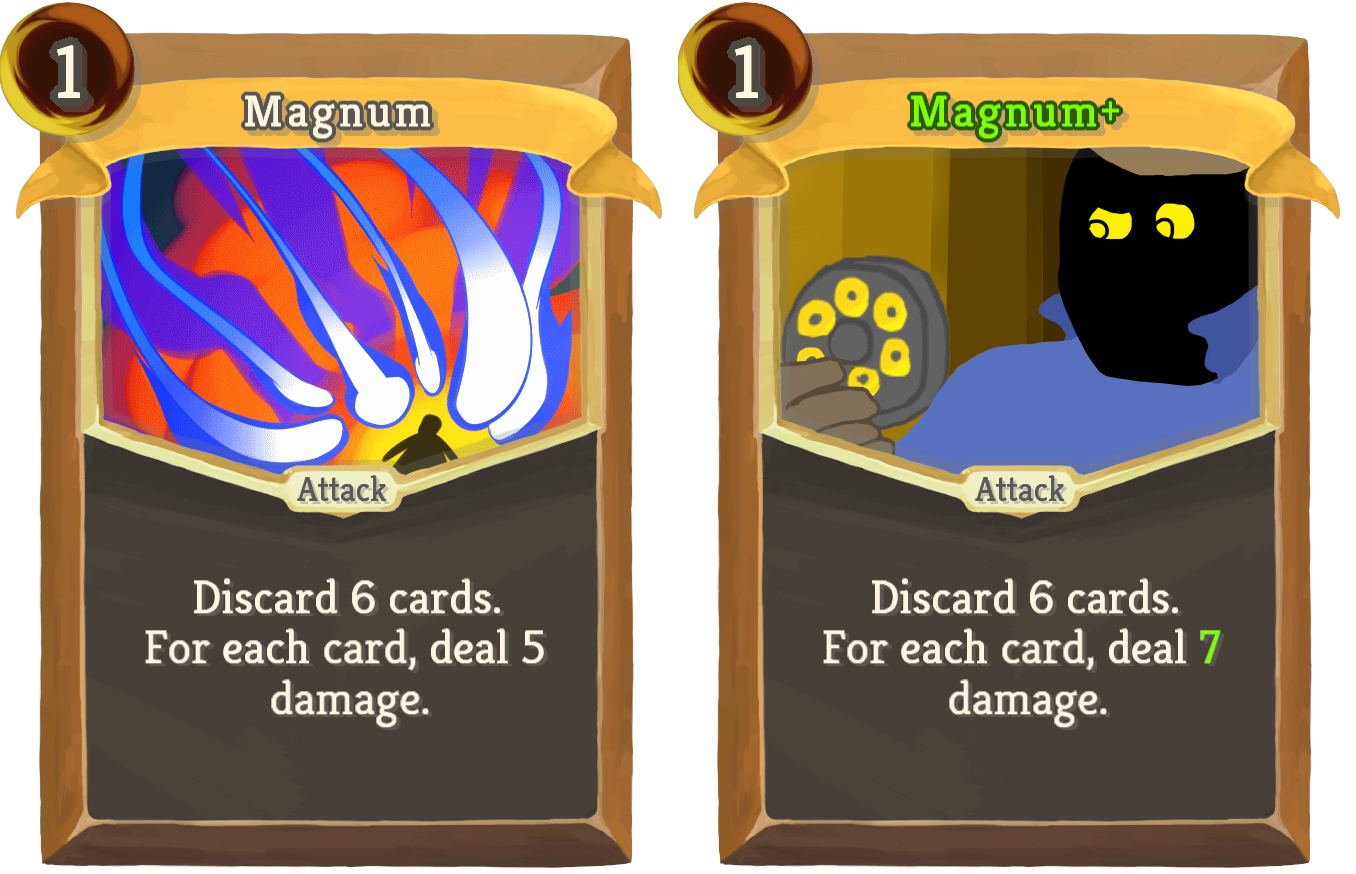 1
Magnum
Attack
Discard 6 cards.
For each card, deal 5
damage.
1
Magnum+
Attack
Discard 6 cards.
For each card, deal 7
damage.